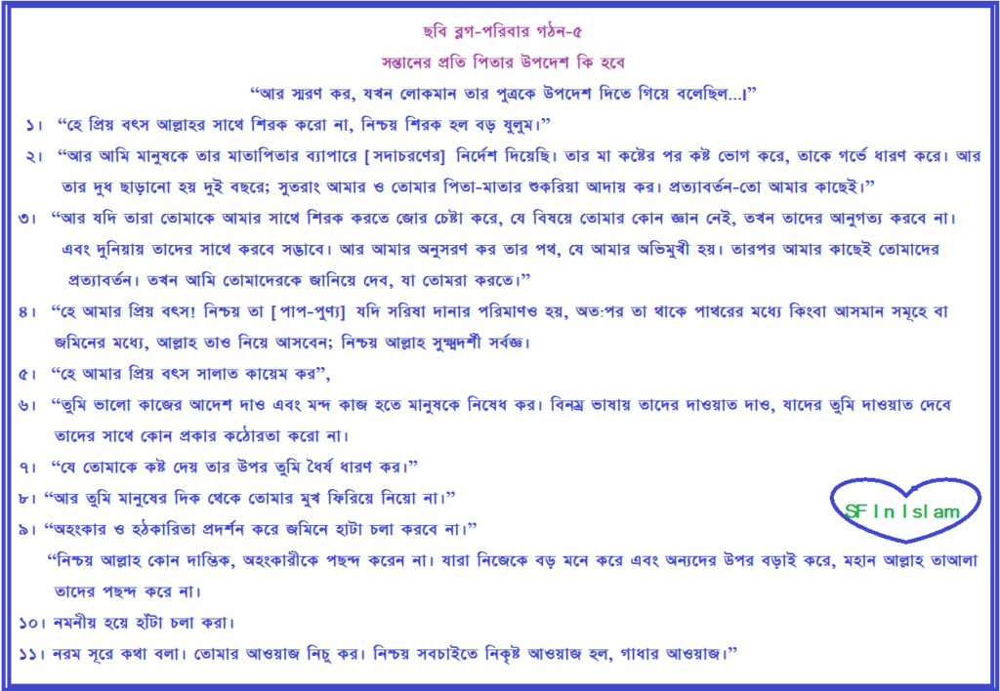 ছবি ব্লগ-পরিবার গঠন-৫
সন্তানের প্রতি পিতার উপদেশ কি হবে
“আর স্মরণ কর, যখন লোকমান তার পুত্রকে উপদেশ দিতে গিয়ে বলেছিল...।”
১। “হে প্রিয় বৎস আল্লাহর সাথে শিরক করো না, নিশ্চয় শিরক হল বড় যুলুম।”
২। “আর আমি মানুষকে তার মাতাপিতার ব্যাপারে [সদাচরণের] নির্দেশ দিয়েছি। তার মা কষ্টের পর কষ্ট ভোগ করে, তাকে গর্ভে ধারণ করে। আর
তার দুধ ছাড়ানো হয় দুই বছরে; সুতরাং আমার ও তোমার পিতা-মাতার শুকরিয়া আদায় কর। প্রত্যাবর্তন-তো আমার কাছেই।”
৩। “আর যদি তারা তোমাকে আমার সাথে শিরক করতে জোর চেষ্টা করে, যে বিষয়ে তোমার কোন জ্ঞান নেই, তখন তাদের আনুগত্য করবে না।
এবং দুনিয়ায় তাদের সাথে করবে সদ্ভাবে। আর আমার অনুসরণ কর তার পথ, যে আমার অভিমুখী হয়। তারপর আমার কাছেই তোমাদের
প্রত্যাবর্তন। তখন আমি তোমাদেরকে জানিয়ে দেব, যা তোমরা করতে।”
৪। “হে আমার প্রিয় বৎস! নিশ্চয় তা [পাপ-পুণ্য] যদি সরিষা দানার পরিমাণও হয়, অত:পর তা থাকে পাথরের মধ্যে কিংবা আসমান সমূহে বা
জমিনের মধ্যে, আল্লাহ তাও নিয়ে আসবেন; নিশ্চয় আল্লাহ সুক্ষ্মদর্শী সর্বজ্ঞ।
৫। “হে আমার প্রিয় বৎস সালাত কায়েম কর”,
৬। “তুমি ভালো কাজের আদেশ দাও এবং মন্দ কাজ হতে মানুষকে নিষেধ কর। বিনম্র ভাষায় তাদের দাওয়াত দাও, যাদের তুমি দাওয়াত দেবে
তাদের সাথে কোন প্রকার কঠোরতা করো না।
৭। “যে তোমাকে কষ্ট দেয় তার উপর তুমি ধৈর্য ধারণ কর।”
৮। “আর তুমি মানুষের দিক থেকে তোমার মুখ ফিরিয়ে নিয়ো না।”
SF In Islam
৯। “অহংকার ও হঠকারিতা প্রদর্শন করে জমিনে হাটা চলা করবে না।”
“নিশ্চয় আল্লাহ কোন দাম্ভিক, অহংকারীকে পছন্দ করেন না। যারা নিজেকে বড় মনে করে এবং অন্যদের উপর বড়াই করে, মহান আল্লাহ তাআলা
তাদের পছন্দ করে না।
১০। নমনীয় হয়ে হাঁটা চলা করা।
১১। নরম সূরে কথা বলা। তোমার আওয়াজ নিচু কর। নিশ্চয় সবচাইতে নিকৃষ্ট আওয়াজ হল, গাধার আওয়াজ।”